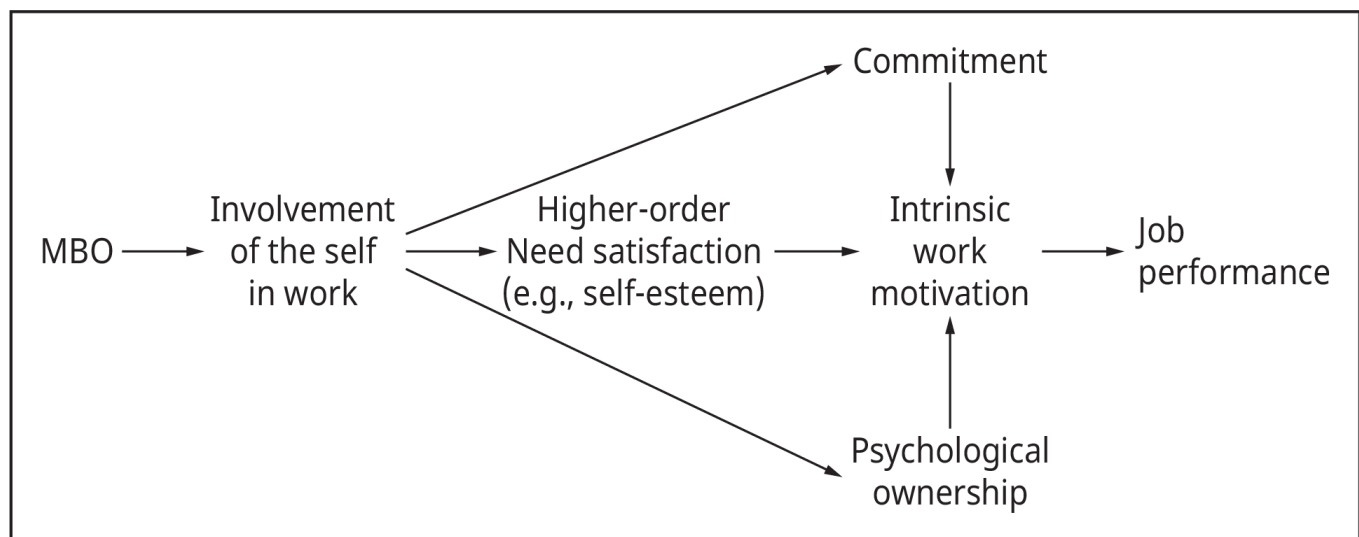 MBO
Involvement
of the self
in work
Commitment
Higher-order
Need satisfaction
(e.g., self-esteem)
Psychological
ownership
Intrinsic
work
motivation
Job
performance